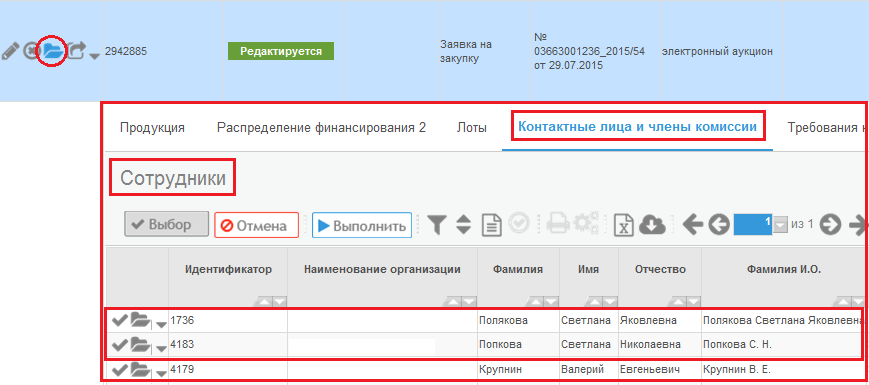 2942885 Редактируется Заявка на закупку № 03663001236_2015/54 от 29.07.2015 электронный аукцион
Продукция Распределение финансирования 2 Лоты Контактные лица и члены комиссии Требования к
Сотрудники
Выбор Отмена Выполнить 1 из 1
Идентификатор Наименование организации Фамилия Имя Отчество Фамилия И.О.
1736 Полякова Светлана Яковлевна Полякова Светлана Яковлевна
4183 Попкова Светлана Николаевна Попкова С. Н.
4179 Крупнин Валерий Евгеньевич Крупнин В. Е.